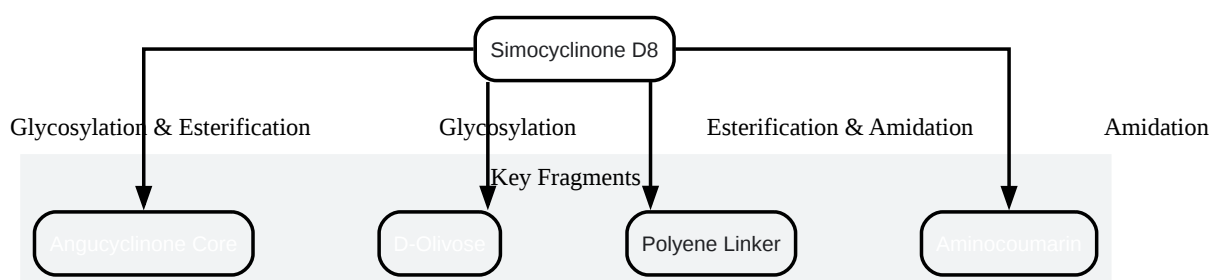 Simocyclinone D8
Glycosylation & Esterification
Glycosylation
Esterification & Amidation
Amidation
Key Fragments
Angucyclinone Core
D-Olivose
Polyene Linker
Aminocoumarin